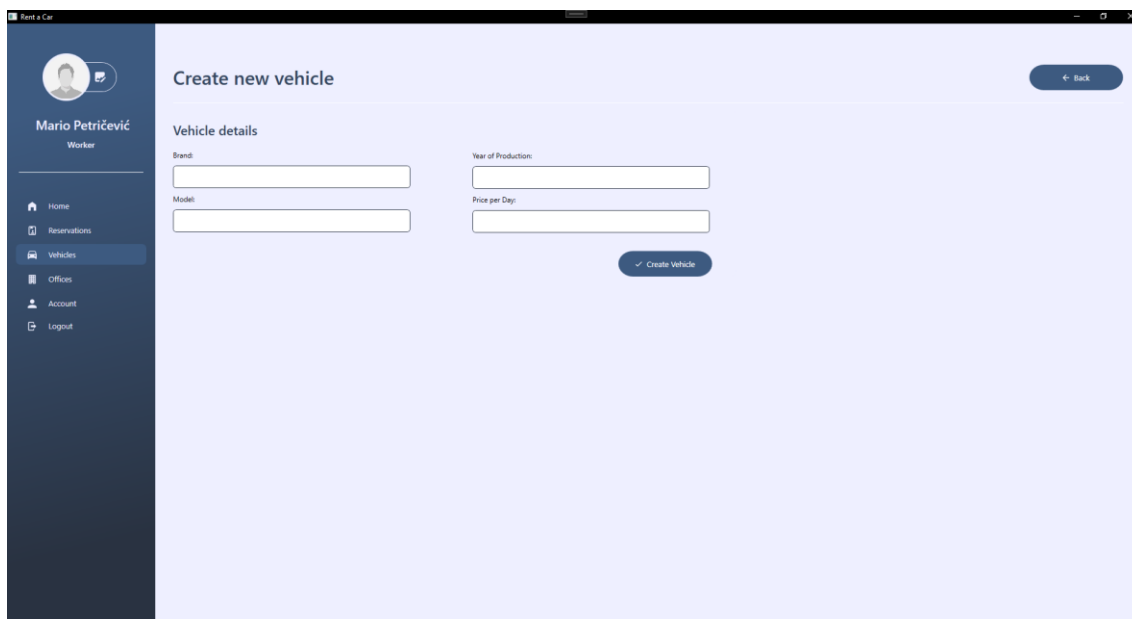 Rent a Car
Mario Petričević
Worker
Home
Reservations
Vehicles
Offices
Account
Logout
Create new vehicle
← Back
Vehicle details
Brand:
Year of Production:
Model:
Price per Day:
✓ Create Vehicle